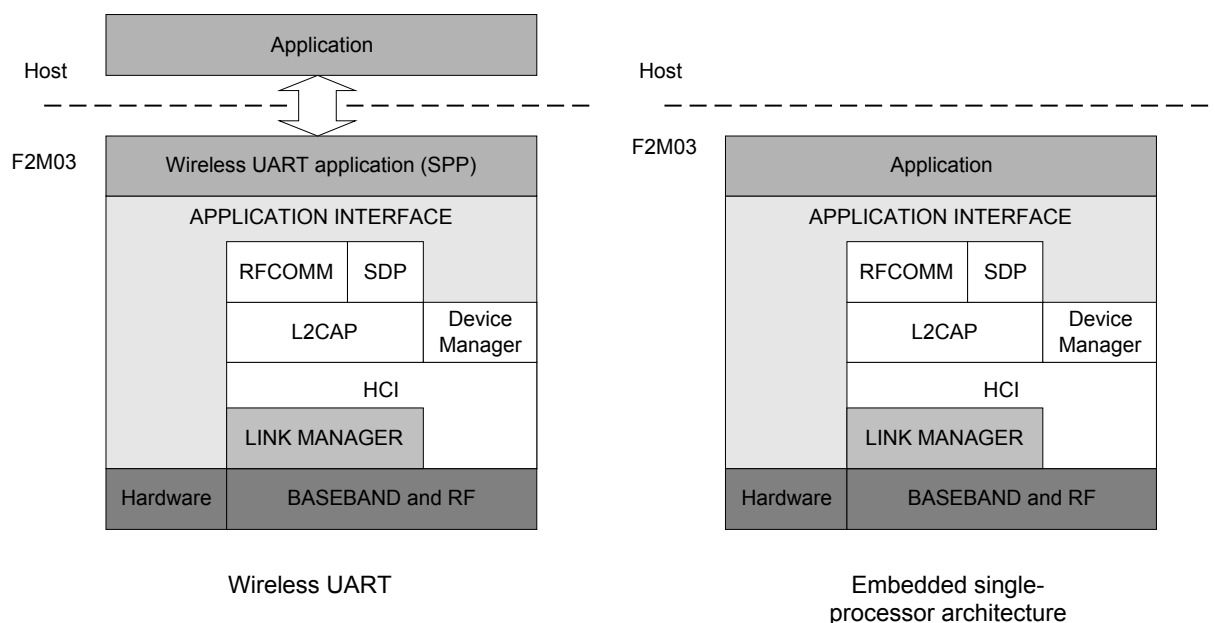 Application
Host
F2M03
Wireless UART application (SPP)
APPLICATION INTERFACE
RFCOMM
SDP
L2CAP
Device
Manager
HCI
LINK MANAGER
Hardware
BASEBAND and RF
Wireless UART
Host
F2M03
Application
APPLICATION INTERFACE
RFCOMM
SDP
L2CAP
Device
Manager
HCI
LINK MANAGER
Hardware
BASEBAND and RF
Embedded single-
processor architecture